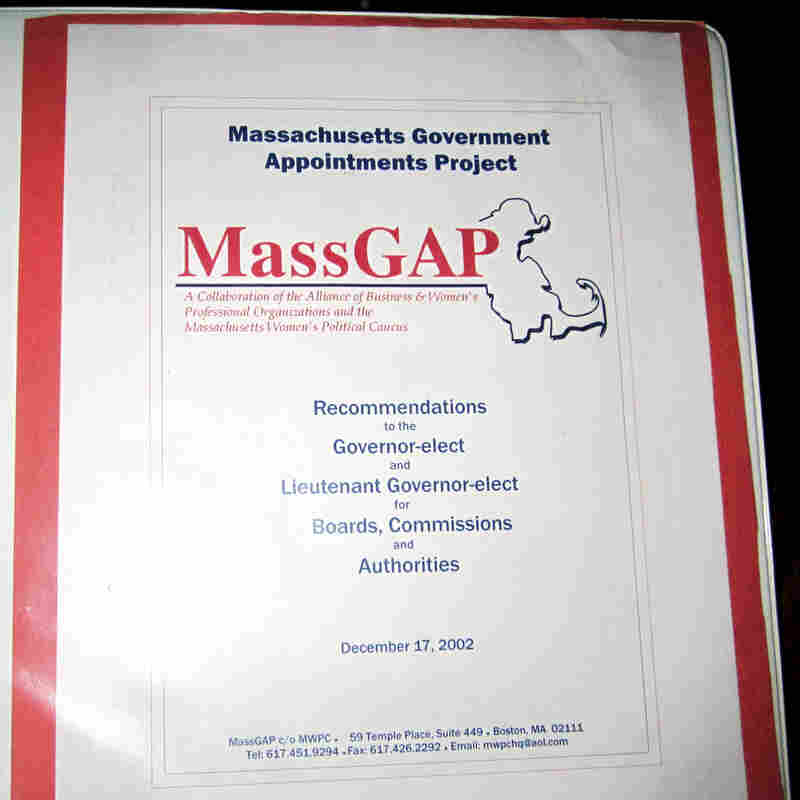 Massachusetts Government
Appointments Project
MassGAP
A Collaboration of the Alliance of Business & Women's
Professional Organizations and the
Massachusetts Women's Political Caucus
Recommendations
to the
Governor-elect
and
Lieutenant Governor-elect
for
Boards, Commissions
and
Authorities
December 17, 2002
MassGAP c/o MWPC • 59 Temple Place, Suite 449 • Boston, MA 02111
Tel: 617.451.9294 • Fax: 617.426.2292 • Email: mwpchq@aol.com